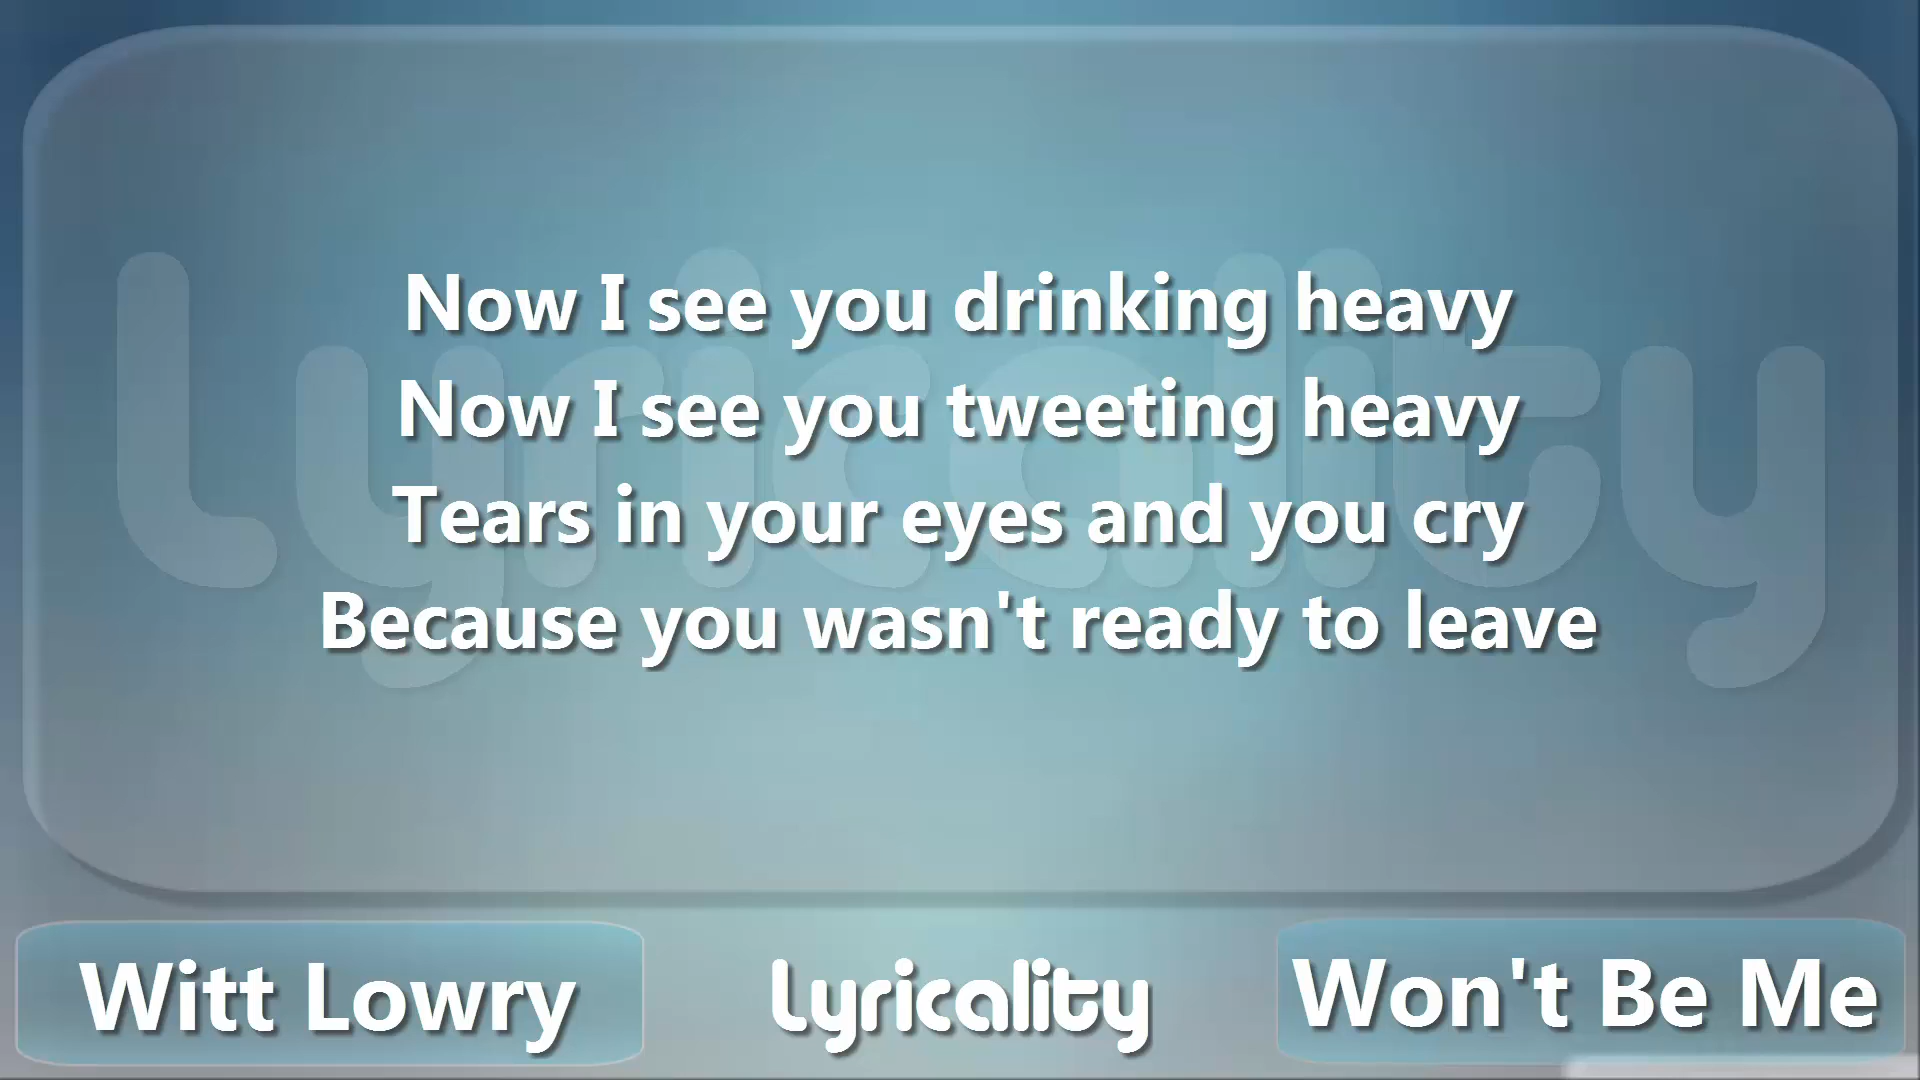 Now I see you drinking heavy
Now I see you tweeting heavy
Tears in your eyes and you cry
Because you wasn't ready to leave
Lyricality
Witt Lowry
Lyricality
Won't Be Me